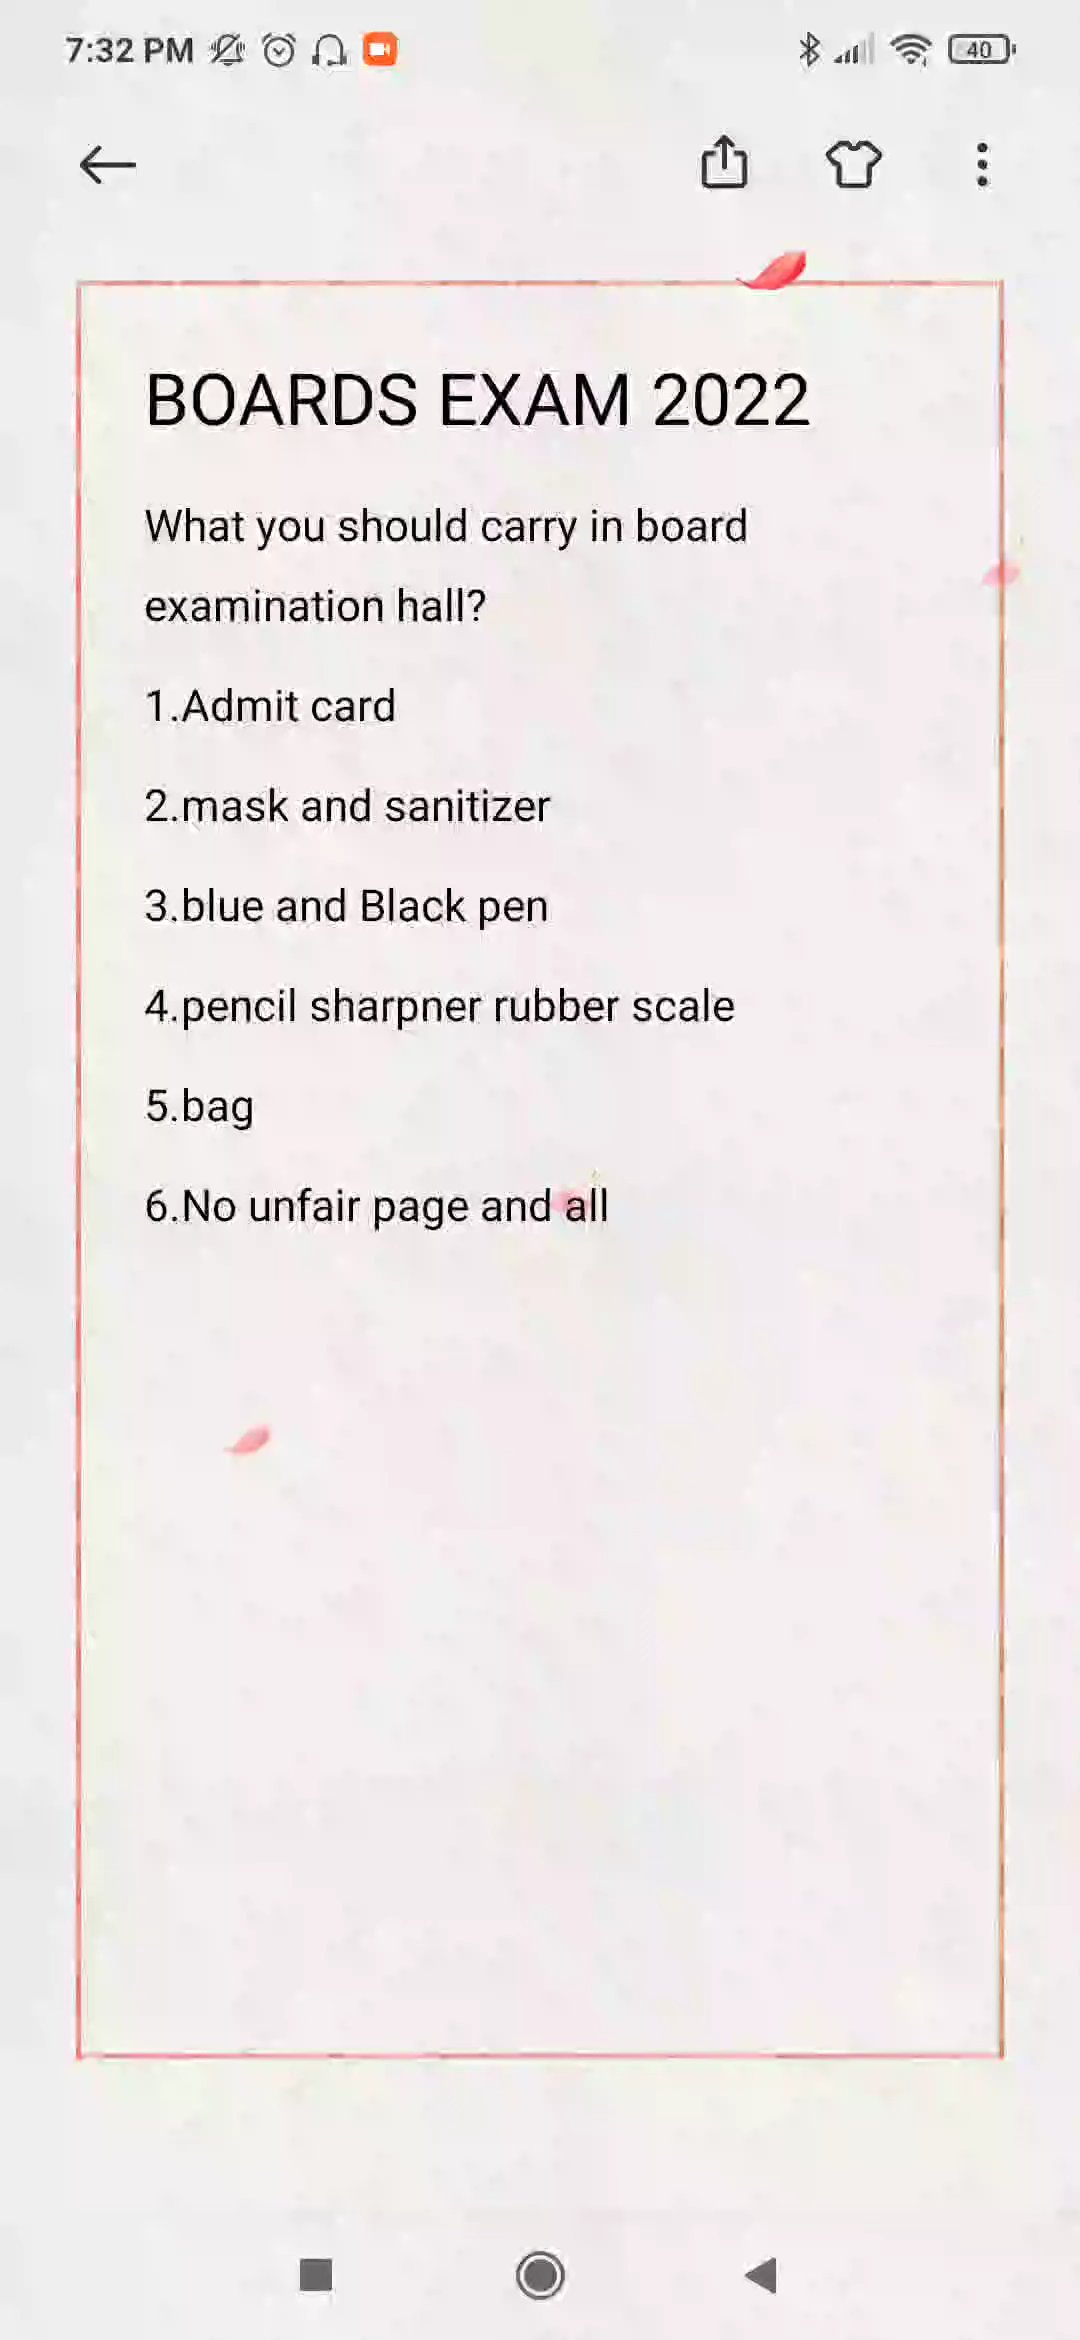 7:32 PM
40
BOARDS EXAM 2022
What you should carry in board
examination hall?
1.Admit card
2.mask and sanitizer
3.blue and Black pen
4.pencil sharpner rubber scale
5.bag
6.No unfair page and all